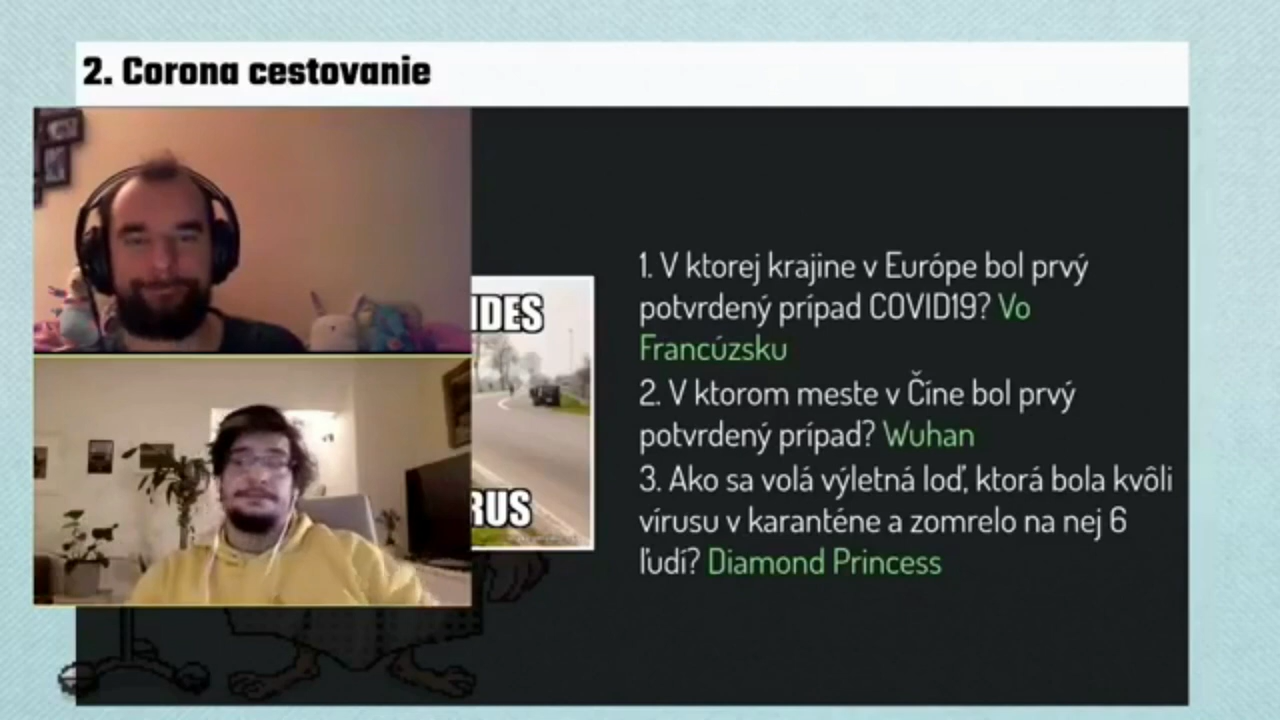 2. Corona cestovanie
IDES
RUS
1. V ktorej krajine v Európe bol prvý
potvrdený prípad COVID19? Vo
Francúzsku
2. V ktorom meste v Číne bol prvý
potvrdený prípad? Wuhan
3. Ako sa volá výletná loď, ktorá bola kvôli
vírusu v karanténe a zomrelo na nej 6
ľudí? Diamond Princess